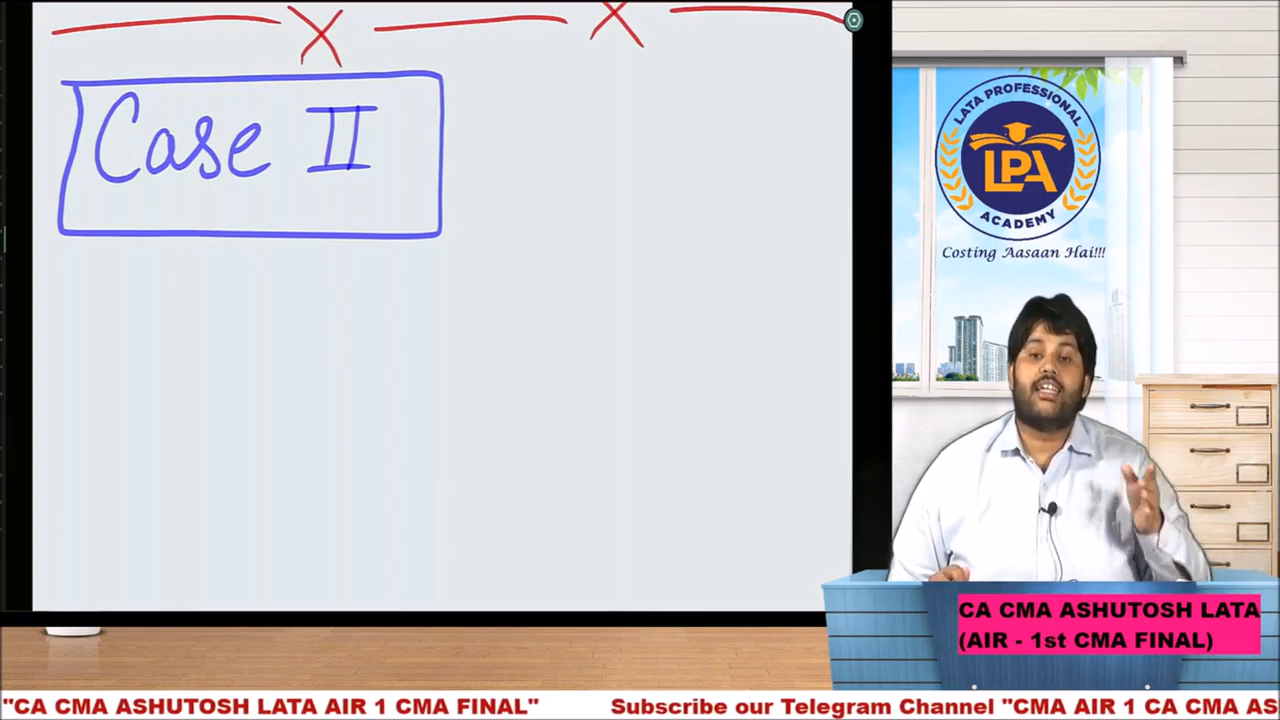 Case II
LATA PROFESSIONAL
LPA
ACADEMY
Costing Aasaan Hai!!!
CA CMA ASHUTOSH LATA
(AIR - 1st CMA FINAL)
"CA CMA ASHUTOSH LATA AIR 1 CMA FINAL" Subscribe our Telegram Channel "CMA AIR 1 CA CMA AS